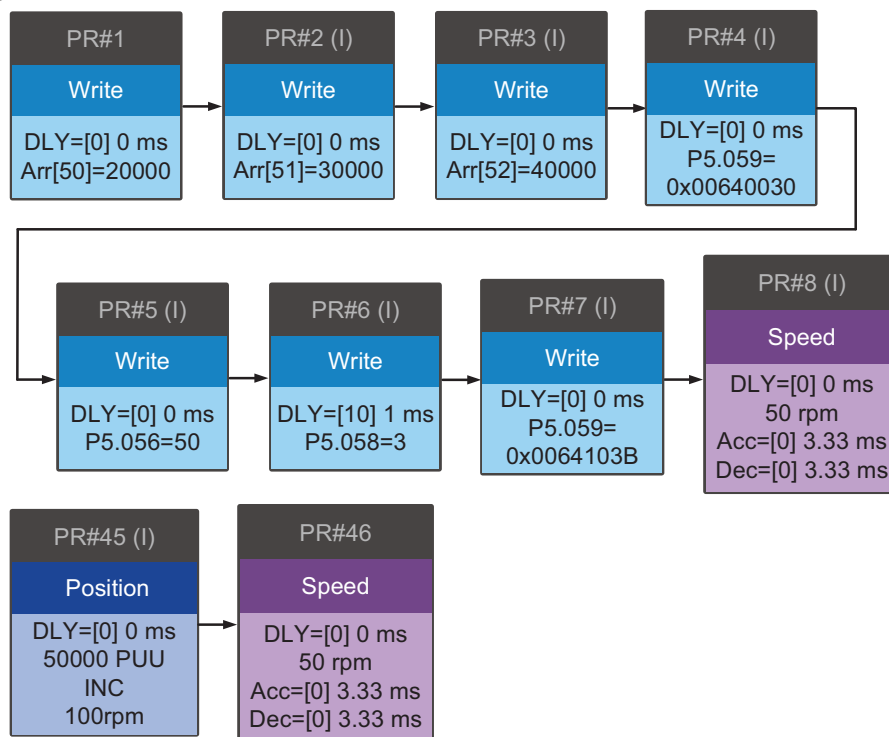 PR#1
Write
DLY=[0] 0 ms
Arr[50]=20000
PR#2 (I)
Write
DLY=[0] 0 ms
Arr[51]=30000
PR#3 (I)
Write
DLY=[0] 0 ms
Arr[52]=40000
PR#4 (I)
Write
DLY=[0] 0 ms
P5.059=
0x00640030
PR#5 (I)
Write
DLY=[0] 0 ms
P5.056=50
PR#6 (I)
Write
DLY=[10] 1 ms
P5.058=3
PR#7 (I)
Write
DLY=[0] 0 ms
P5.059=
0x0064103B
PR#8 (I)
Speed
DLY=[0] 0 ms
50 rpm
Acc=[0] 3.33 ms
Dec=[0] 3.33 ms
PR#45 (I)
Position
DLY=[0] 0 ms
50000 PUU
INC
100rpm
PR#46
Speed
DLY=[0] 0 ms
50 rpm
Acc=[0] 3.33 ms
Dec=[0] 3.33 ms